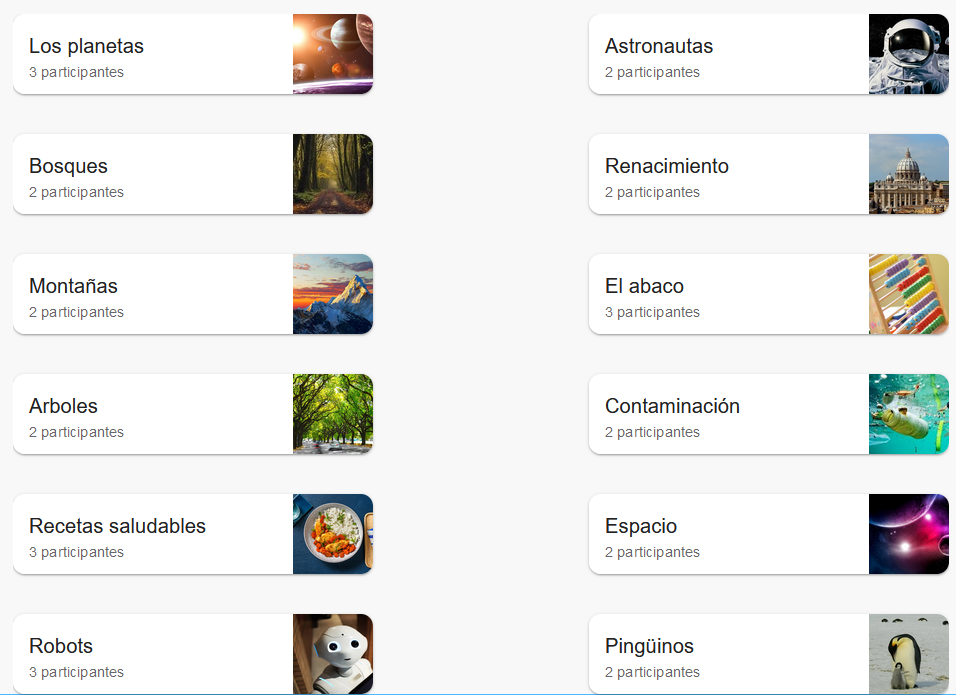 Los planetas
3 participantes
Astronautas
2 participantes
Bosques
2 participantes
Renacimiento
2 participantes
Montañas
2 participantes
El abaco
3 participantes
Arboles
2 participantes
Contaminación
2 participantes
Recetas saludables
3 participantes
Espacio
2 participantes
Robots
3 participantes
Pingüinos
2 participantes